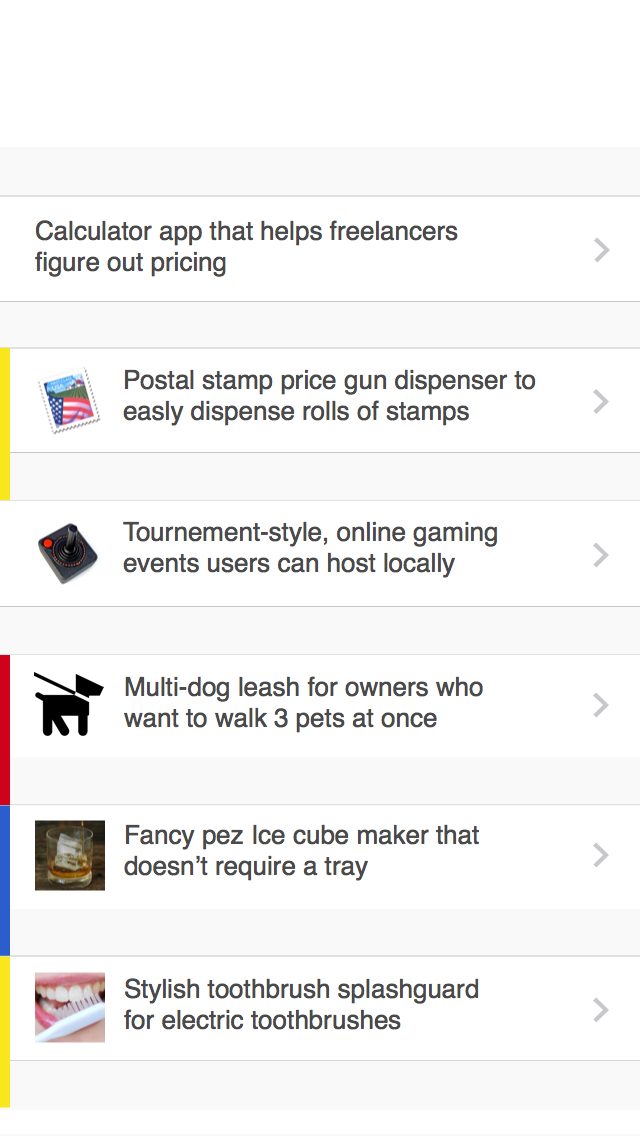 Calculator app that helps freelancers
figure out pricing
Postal stamp price gun dispenser to
easly dispense rolls of stamps
Tournement-style, online gaming
events users can host locally
Multi-dog leash for owners who
want to walk 3 pets at once
Fancy pez Ice cube maker that
doesn’t require a tray
Stylish toothbrush splashguard
for electric toothbrushes